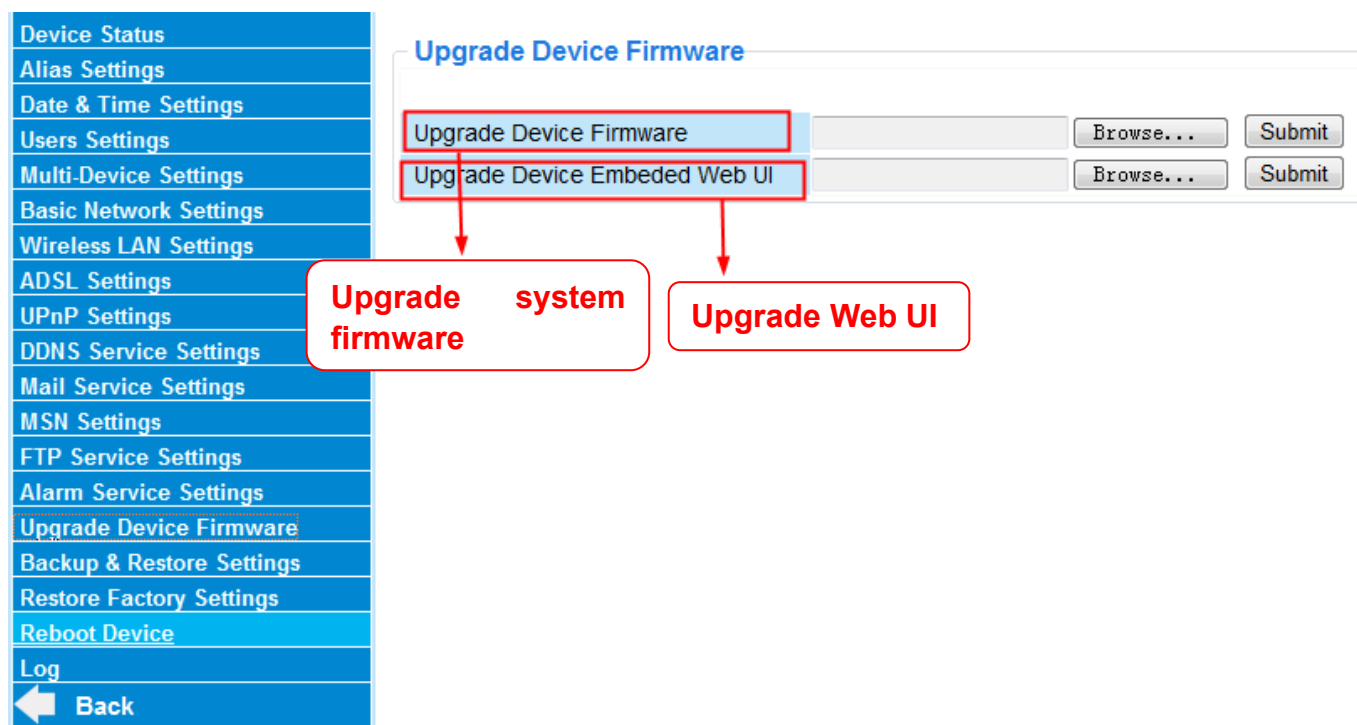 Device Status
Alias Settings
Date & Time Settings
Users Settings
Multi-Device Settings
Basic Network Settings
Wireless LAN Settings
ADSL Settings
UPnP Settings
DDNS Service Settings
Mail Service Settings
MSN Settings
FTP Service Settings
Alarm Service Settings
Upgrade Device Firmware
Backup & Restore Settings
Restore Factory Settings
Reboot Device
Log
Back
Upgrade Device Firmware
Upgrade Device Firmware Browse... Submit
Upgrade Device Embeded Web UI Browse... Submit
Upgrade system
firmware
Upgrade Web UI